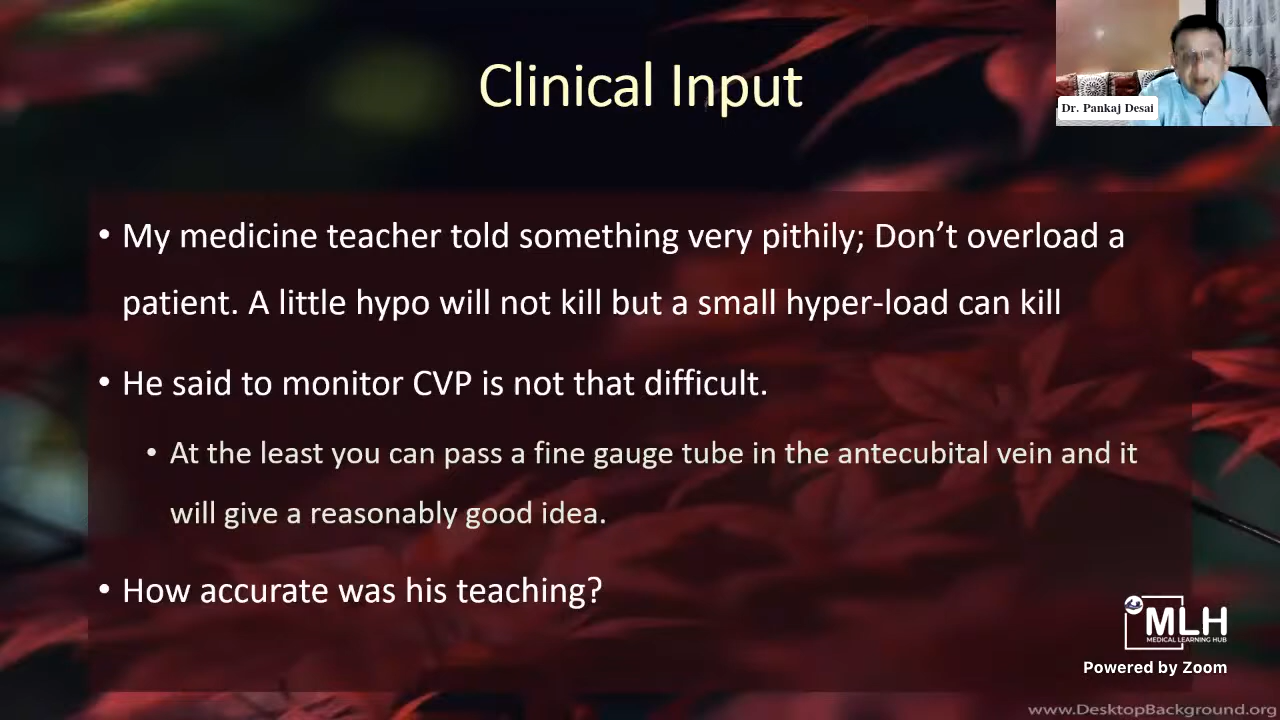 Clinical Input
Dr. Pankaj Desai
• My medicine teacher told something very pithily; Don’t overload a
patient. A little hypo will not kill but a small hyper-load can kill
• He said to monitor CVP is not that difficult.
• At the least you can pass a fine gauge tube in the antecubital vein and it
will give a reasonably good idea.
• How accurate was his teaching?
MLH
MEDICAL LEARNING HUB
Powered by Zoom
www.DesktopBackground.org